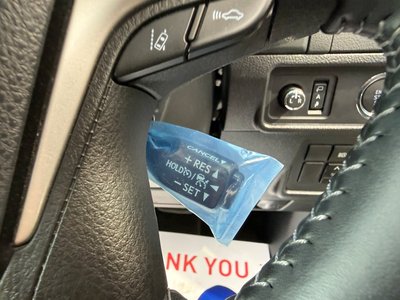 CANCEL
+ RES ▲
HOLD(s)/
− SET ▼
NK YOU